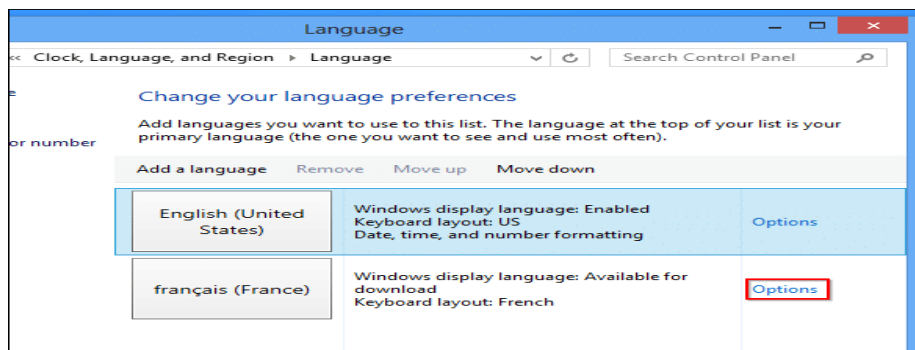 Language
« Clock, Language, and Region ▸ Language
Search Control Panel
Change your language preferences
Add languages you want to use to this list. The language at the top of your list is your
primary language (the one you want to see and use most often).
or number
Add a language Remove Move up Move down
English (United
States)
Windows display language: Enabled
Keyboard layout: US
Date, time, and number formatting
Options
français (France)
Windows display language: Available for
download
Keyboard layout: French
Options